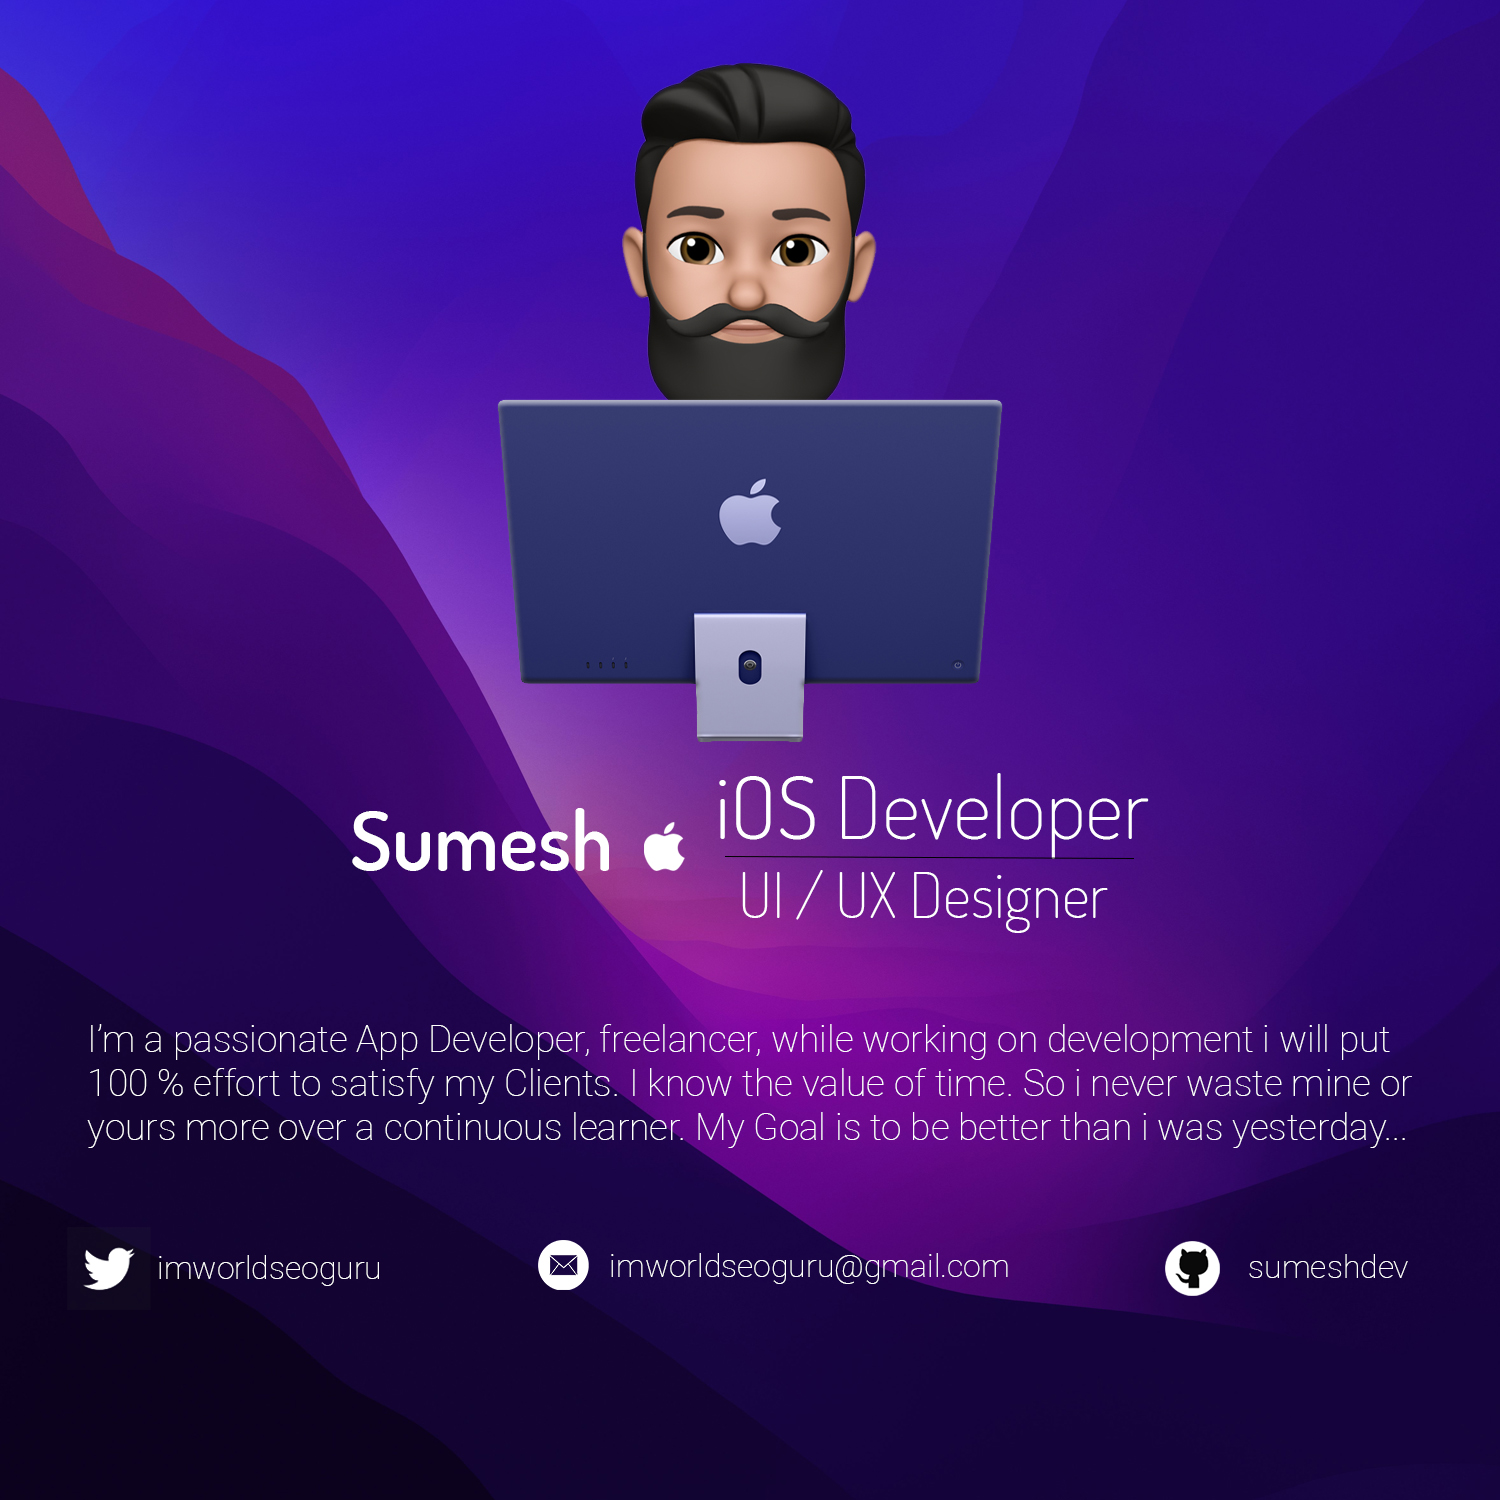 Sumesh
iOS Developer
UI / UX Designer
I'm a passionate App Developer, freelancer, while working on development i will put
100 % effort to satisfy my Clients. I know the value of time. So i never waste mine or
yours more over a continuous learner. My Goal is to be better than i was yesterday...
imworldseoguru
imworldseoguru@gmail.com
sumeshdev